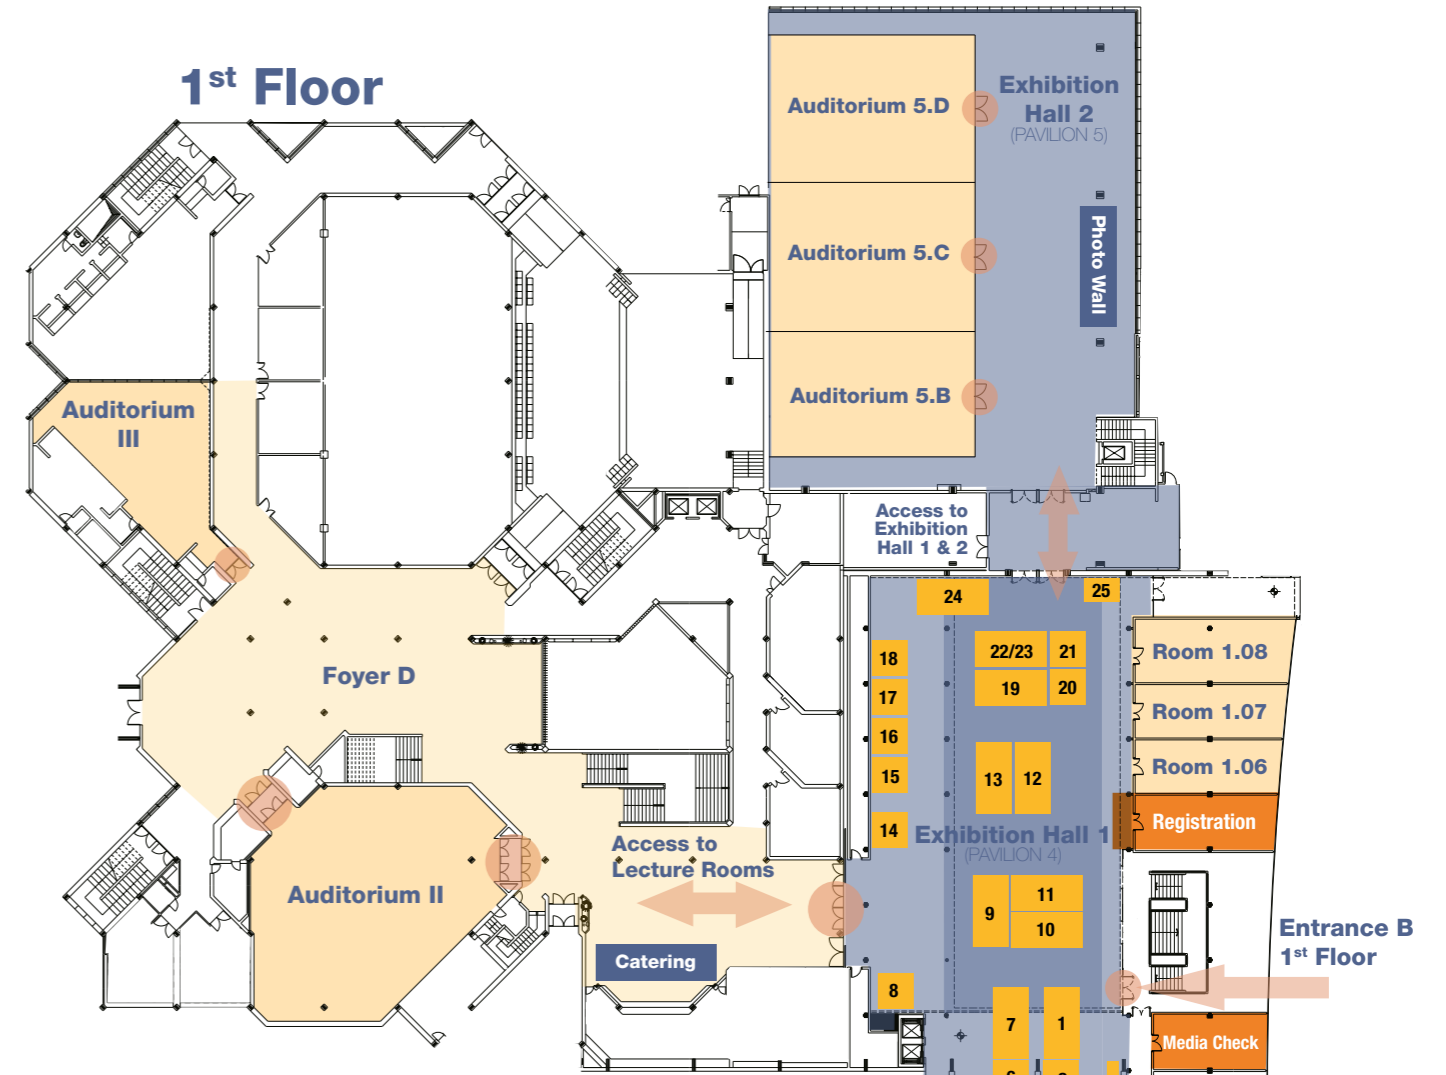 1st Floor
Auditorium 5.D
Exhibition
Hall 2
(PAVILION 5)
Auditorium 5.C
Photo Wall
Auditorium 5.B
Auditorium
III
Access to
Exhibition
Hall 1 & 2
24
25
18
22/23
21
Room 1.08
Foyer D
17
19
20
Room 1.07
16
15
13
12
Room 1.06
14
Exhibition Hall 1
(PAVILION 4)
Registration
Access to
Lecture Rooms
Auditorium II
9
11
10
Entrance B
1st Floor
Catering
8
7
1
Media Check